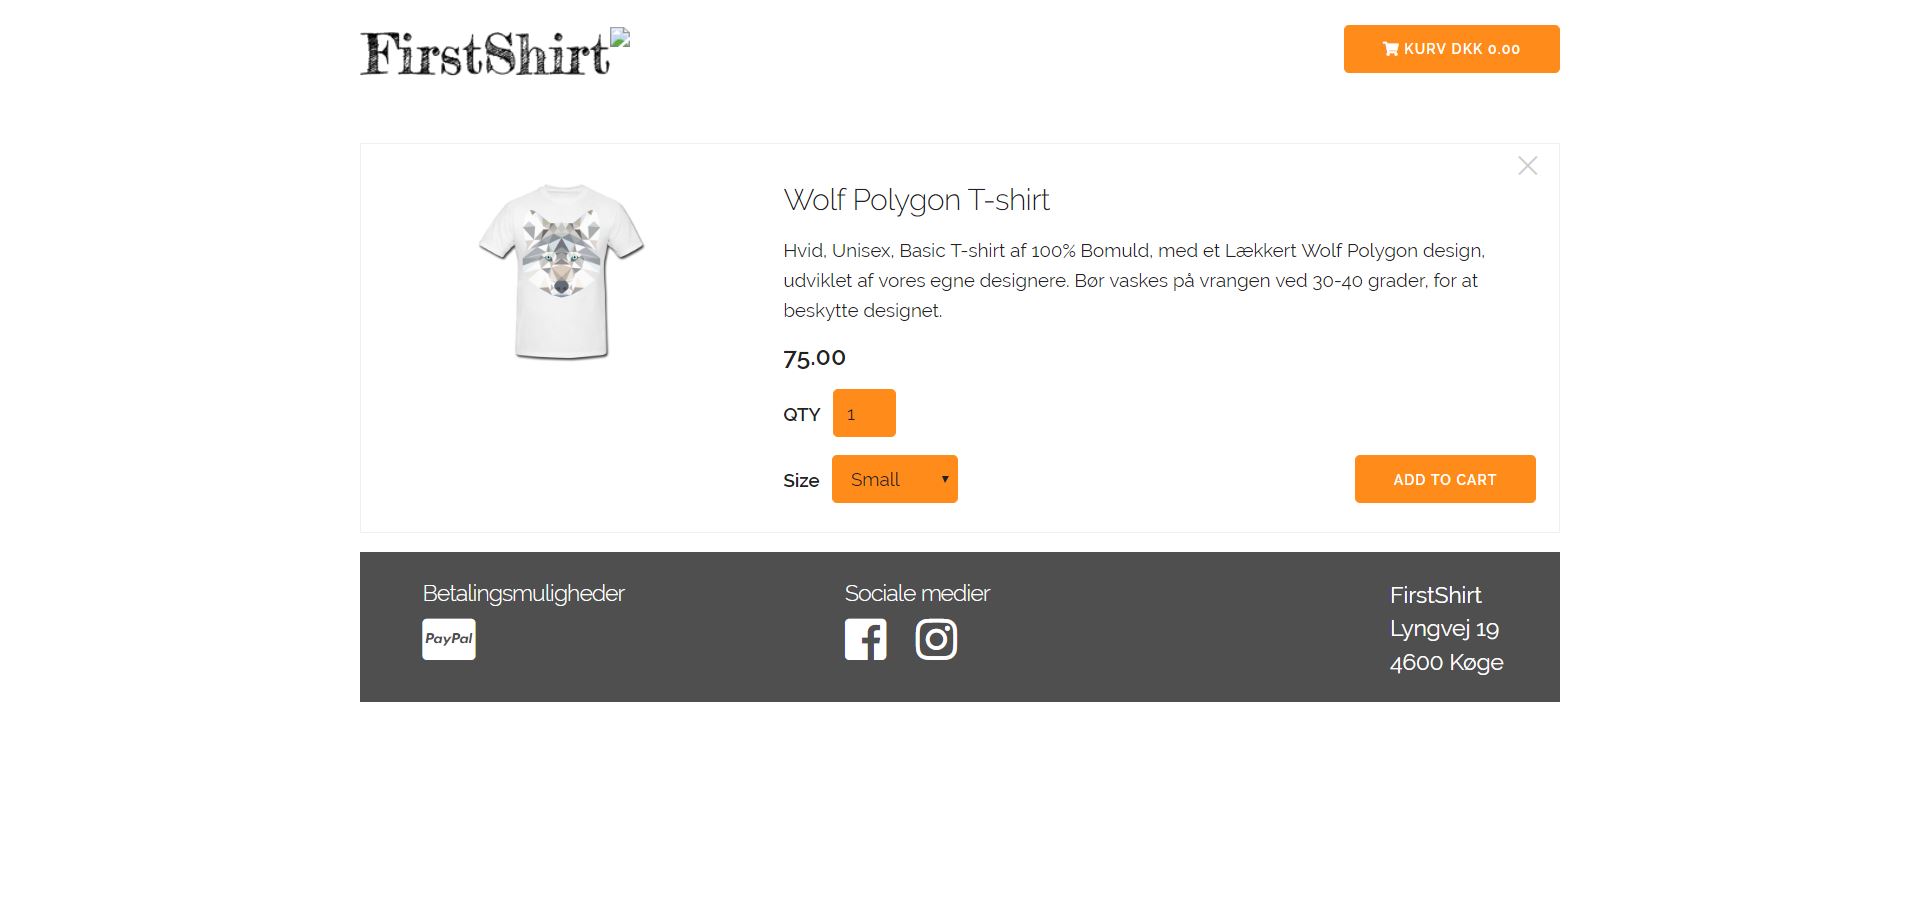 FirstShirt
KURV DKK 0.00
Wolf Polygon T-shirt
Hvid, Unisex, Basic T-shirt af 100% Bomuld, med et Lækkert Wolf Polygon design,
udviklet af vores egne designere. Bør vaskes på vrangen ved 30-40 grader, for at
beskytte designet.
75.00
QTY 1
Size Small
ADD TO CART
Betalingsmuligheder
PayPal
Sociale medier
FirstShirt
Lyngvej 19
4600 Køge